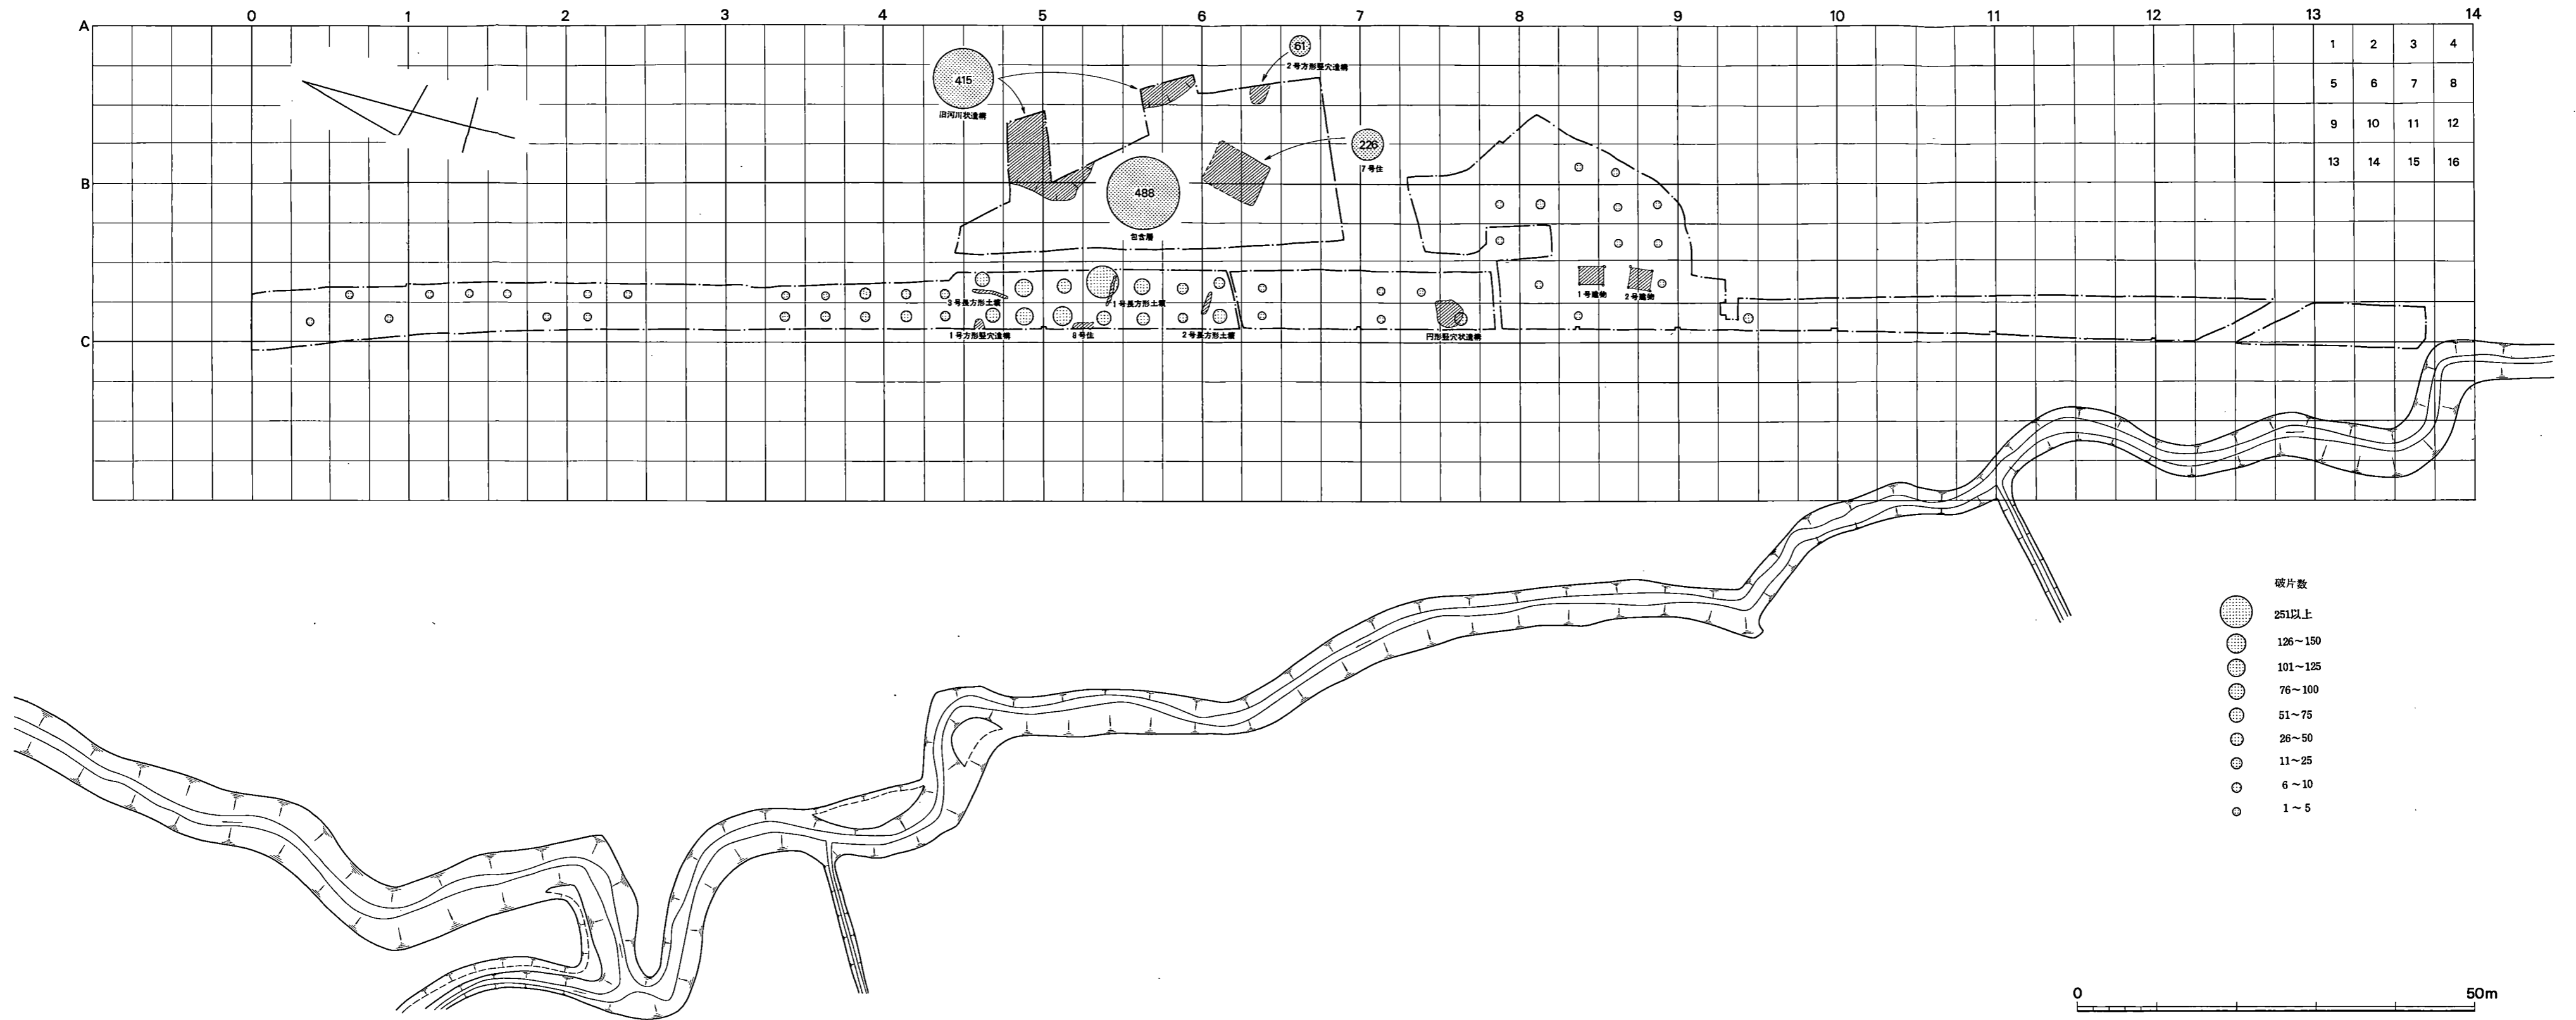 0 1 2 3 4 5 6 7 8 9 10 11 12 13 14
A
1 2 3 4
61
2号方形竪穴遺構
415
旧河川状遺構
5 6 7 8
9 10 11 12
226
7号住
13 14 15 16
B
488
包含層
3号長方形土壙
1号長方形土壙
1号建物
2号建物
1号方形竪穴遺構
8号住
2号長方形土壙
円形竪穴状遺構
C
破片数
251以上
126~150
101~125
76~100
51~75
26~50
11~25
6~10
1~5
0 50m